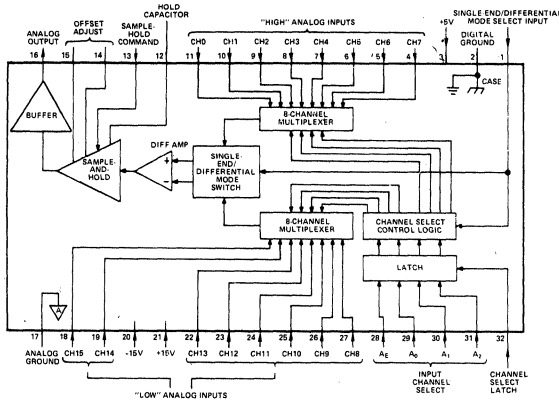 HOLD
CAPACITOR
OFFSET
ADJUST
SAMPLE-
HOLD
COMMAND
ANALOG
OUTPUT
"HIGH" ANALOG INPUTS
SINGLE-END/DIFFERENTIAL
MODE SELECT INPUT
+5V
DIGITAL
GROUND
CH0 CH1 CH2 CH3 CH4 CH5 CH6 CH7
16 15 14 13 12 11 10 9 8 7 6 5 4 3 2 1
CASE
BUFFER
8-CHANNEL
MULTIPLEXER
DIFF AMP
+
−
SAMPLE-
AND-
HOLD
SINGLE-
END/
DIFFERENTIAL
MODE
SWITCH
8-CHANNEL
MULTIPLEXER
CHANNEL SELECT
CONTROL LOGIC
LATCH
A
17 18 19 20 21 22 23 24 25 26 27 28 29 30 31 32
ANALOG
GROUND
CH15 CH14 -15V +15V CH13 CH12 CH11 CH10 CH9 CH8 AE A0 A1 A2
INPUT
CHANNEL
SELECT
CHANNEL
SELECT
LATCH
"LOW" ANALOG INPUTS